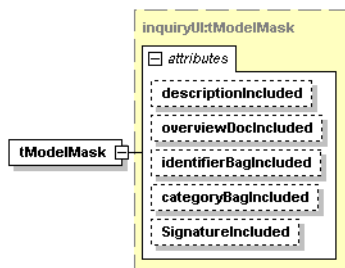 inquiryUI:tModelMask
attributes
descriptionIncluded
overviewDocIncluded
tModelMask
identifierBagIncluded
categoryBagIncluded
SignatureIncluded